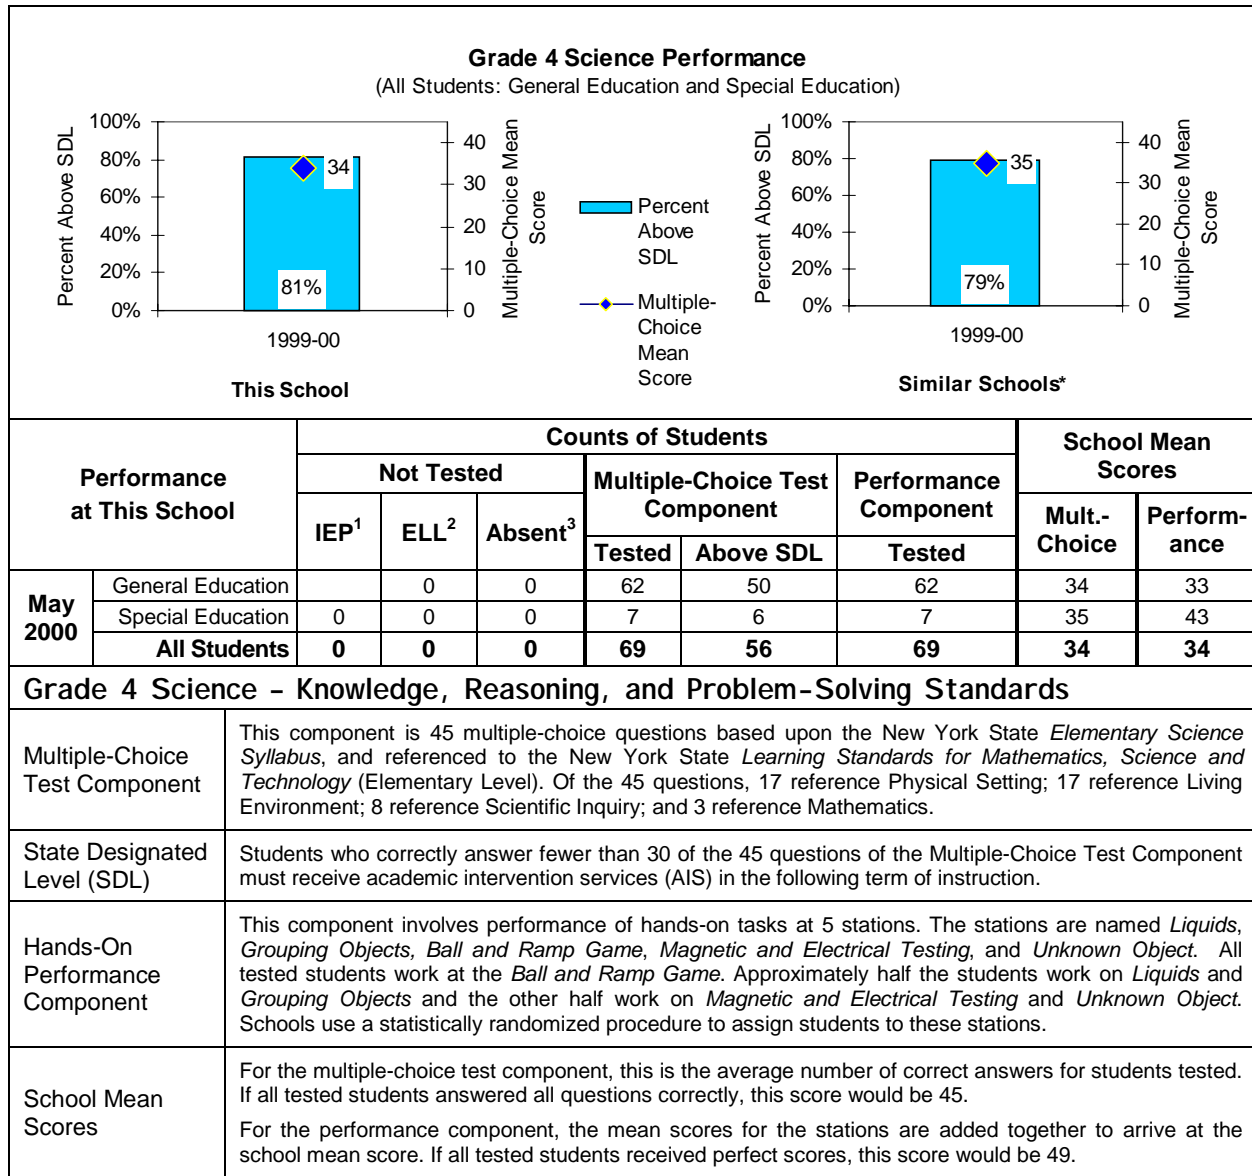 Grade 4 Science Performance
(All Students: General Education and Special Education)
Percent Above SDL
100%
80%
60%
40%
20%
0%
34
81%
40
30
20
10
0
Multiple-Choice Mean
Score
1999-00
This School
Percent
Above
SDL
Multiple-
Choice
Mean
Score
Percent Above SDL
100%
80%
60%
40%
20%
0%
35
79%
40
30
20
10
0
Multiple-Choice Mean
Score
1999-00
Similar Schools*
Performance
at This School
Counts of Students
School Mean
Scores
Not Tested
Multiple-Choice Test
Component
Performance
Component
IEP1 ELL2 Absent3
Mult.-
Choice
Perform-
ance
Tested Above SDL Tested
May
2000
General Education 0 0 62 50 62 34 33
Special Education 0 0 0 7 6 7 35 43
All Students 0 0 0 69 56 69 34 34
Grade 4 Science – Knowledge, Reasoning, and Problem-Solving Standards
Multiple-Choice
Test Component
This component is 45 multiple-choice questions based upon the New York State Elementary Science
Syllabus, and referenced to the New York State Learning Standards for Mathematics, Science and
Technology (Elementary Level). Of the 45 questions, 17 reference Physical Setting; 17 reference Living
Environment; 8 reference Scientific Inquiry; and 3 reference Mathematics.
State Designated
Level (SDL)
Students who correctly answer fewer than 30 of the 45 questions of the Multiple-Choice Test Component
must receive academic intervention services (AIS) in the following term of instruction.
Hands-On
Performance
Component
This component involves performance of hands-on tasks at 5 stations. The stations are named Liquids,
Grouping Objects, Ball and Ramp Game, Magnetic and Electrical Testing, and Unknown Object. All
tested students work at the Ball and Ramp Game. Approximately half the students work on Liquids and
Grouping Objects and the other half work on Magnetic and Electrical Testing and Unknown Object.
Schools use a statistically randomized procedure to assign students to these stations.
School Mean
Scores
For the multiple-choice test component, this is the average number of correct answers for students tested.
If all tested students answered all questions correctly, this score would be 45.
For the performance component, the mean scores for the stations are added together to arrive at the
school mean score. If all tested students received perfect scores, this score would be 49.